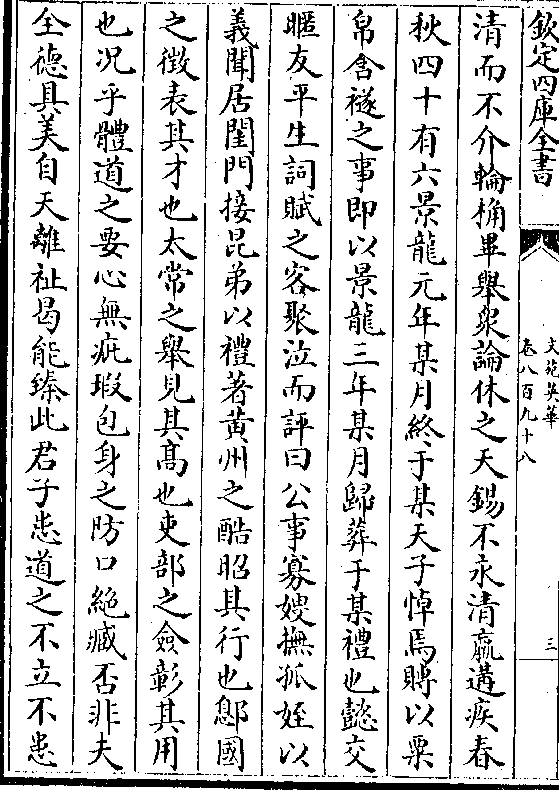 欽定四庫全書
文苑英華
卷八百九十八
三
清而不介輪桷畢舉衆論休之天錫不永清羸遘疾春
秋四十有六景龍元年某月終于某天子悼焉賻以粟
帛含襚之事即以景龍三年某月歸葬于某禮也懿交
暱友平生詞賦之客聚泣而評曰公事寡嫂撫孤姪以
義聞居閨門接昆弟以禮著黄州之酷昭其行也鄎國
之徵表其才也太常之舉見其髙也吏部之僉彰其用
也况乎體道之要心無疵瑕包身之防口絶臧否非夫
全徳具美自天離祉曷能臻此君子患道之不立不患